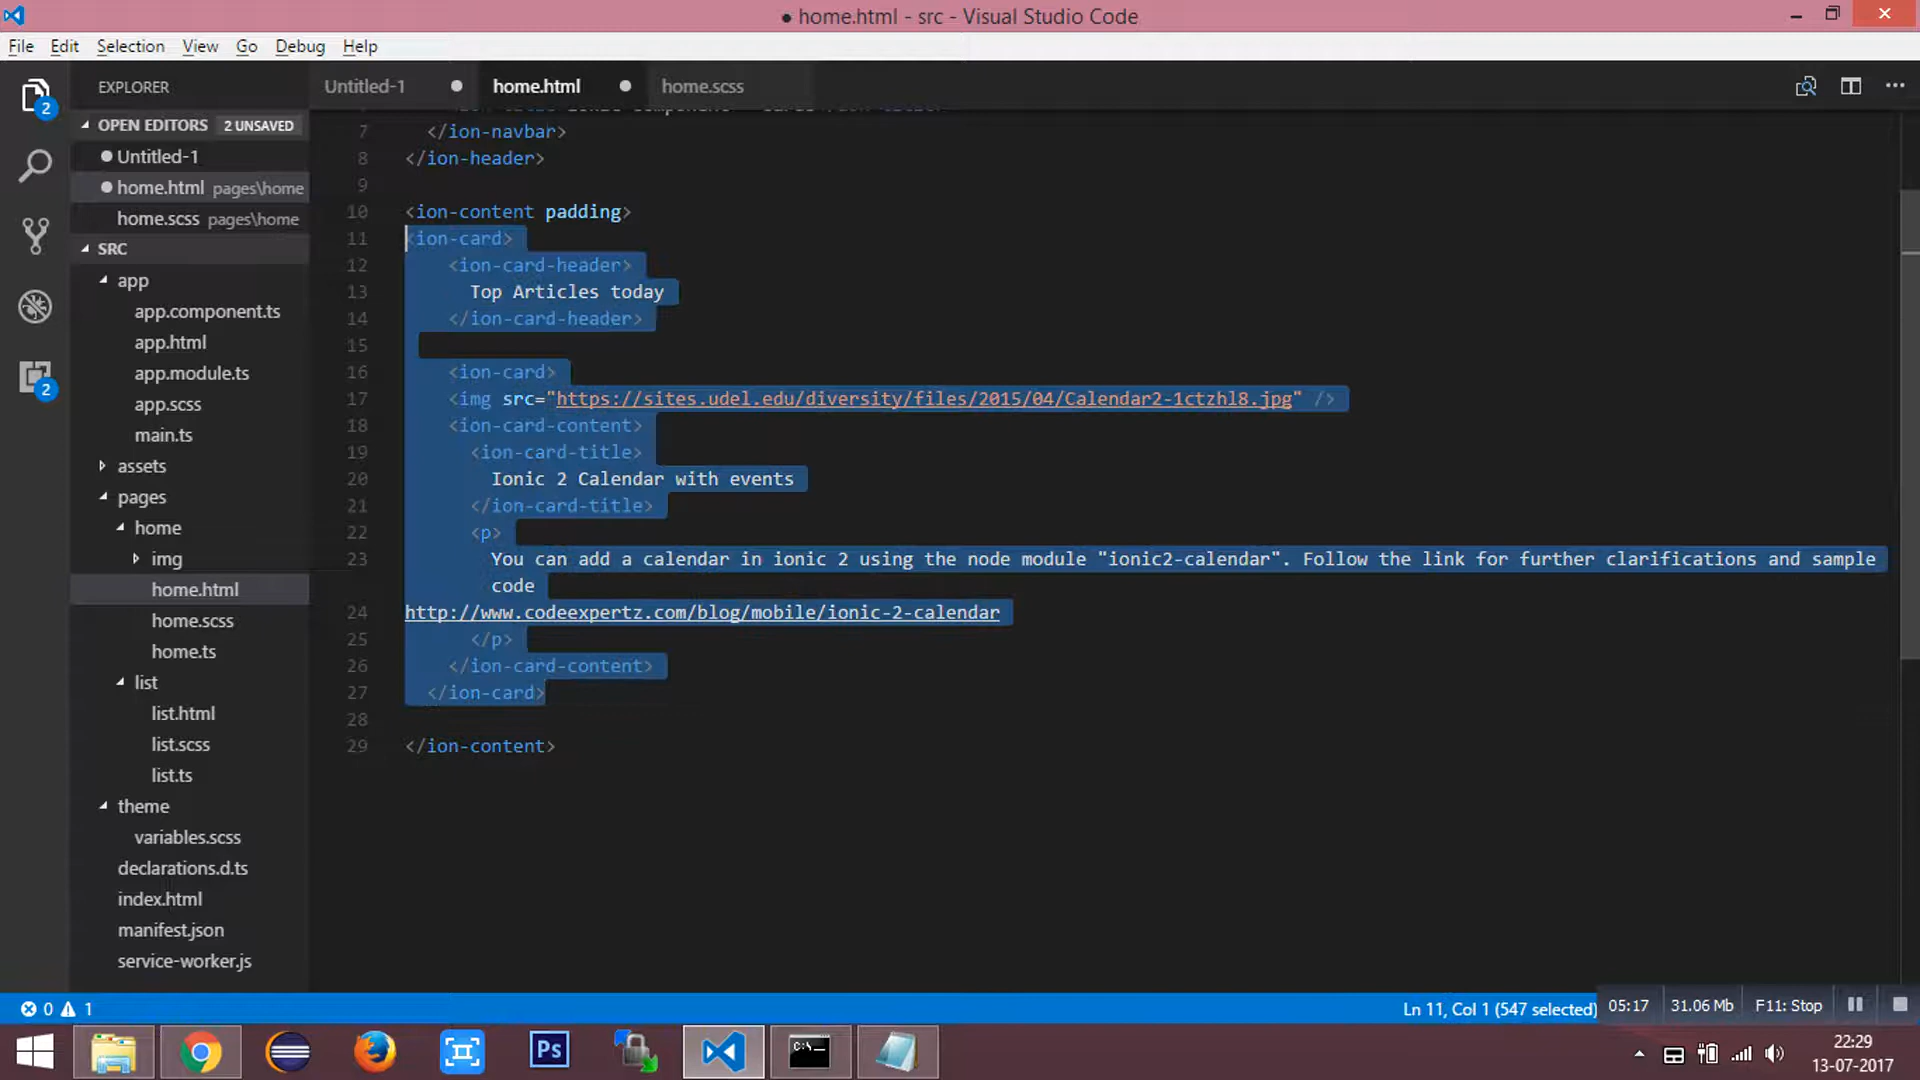 ● home.html - src - Visual Studio Code
File Edit Selection View Go Debug Help
EXPLORER
Untitled-1 ● home.html ● home.scss
OPEN EDITORS 2 UNSAVED
● Untitled-1
● home.html pages\home
home.scss pages\home
SRC
app
app.component.ts
app.html
app.module.ts
app.scss
main.ts
assets
pages
home
img
home.html
home.scss
home.ts
list
list.html
list.scss
list.ts
theme
variables.scss
declarations.d.ts
index.html
manifest.json
service-worker.js
2
2
7 </ion-navbar>
8 </ion-header>
9
10 <ion-content padding>
11 <ion-card>
12 <ion-card-header>
13 Top Articles today
14 </ion-card-header>
15
16 <ion-card>
17 <img src="https://sites.udel.edu/diversity/files/2015/04/Calendar2-1ctzhl8.jpg" />
18 <ion-card-content>
19 <ion-card-title>
20 Ionic 2 Calendar with events
21 </ion-card-title>
22 <p>
23 You can add a calendar in ionic 2 using the node module "ionic2-calendar". Follow the link for further clarifications and sample
code
24 http://www.codeexpertz.com/blog/mobile/ionic-2-calendar
25 </p>
26 </ion-card-content>
27 </ion-card>
28
29 </ion-content>
0 1
Ln 11, Col 1 (547 selected)
05:17 31.06 Mb F11: Stop
Ps
C:\
22:29
13-07-2017